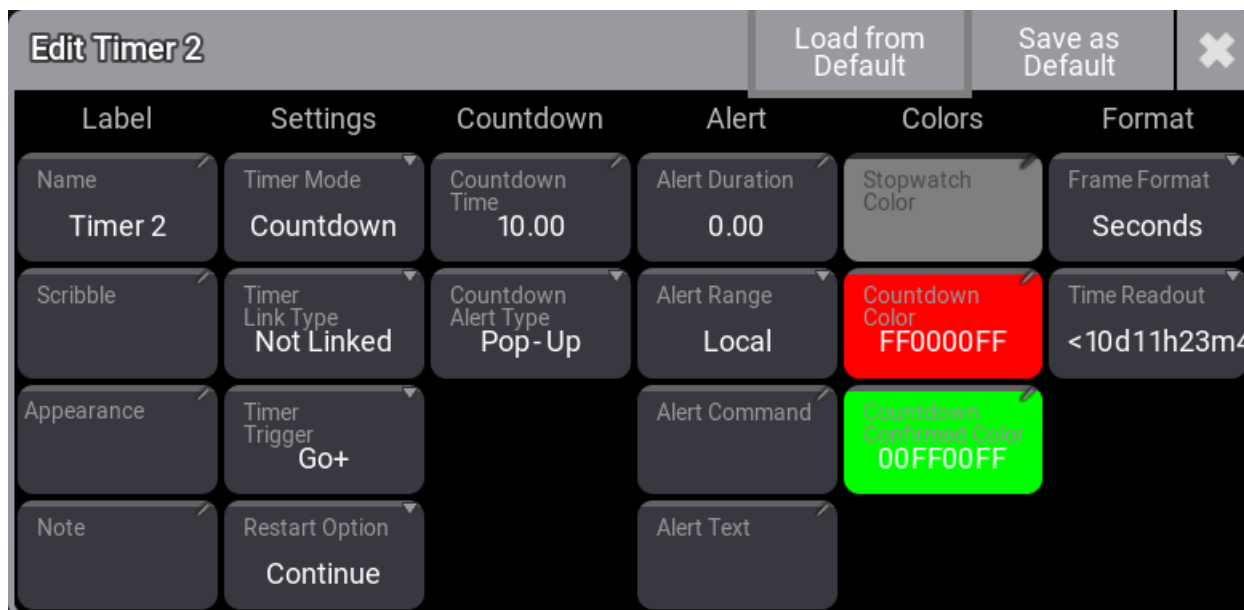 Edit Timer 2
Load from
Default
Save as
Default
Label
Settings
Countdown
Alert
Colors
Format
Name
Timer 2
Timer Mode
Countdown
Countdown
Time
10.00
Alert Duration
0.00
Stopwatch
Color
Frame Format
Seconds
Scribble
Timer
Link Type
Not Linked
Countdown
Alert Type
Pop-Up
Alert Range
Local
Countdown
Color
FF0000FF
Time Readout
<10d11h23m4
Appearance
Timer
Trigger
Go+
Alert Command
Countdown
Confirmed Color
00FF00FF
Note
Restart Option
Continue
Alert Text